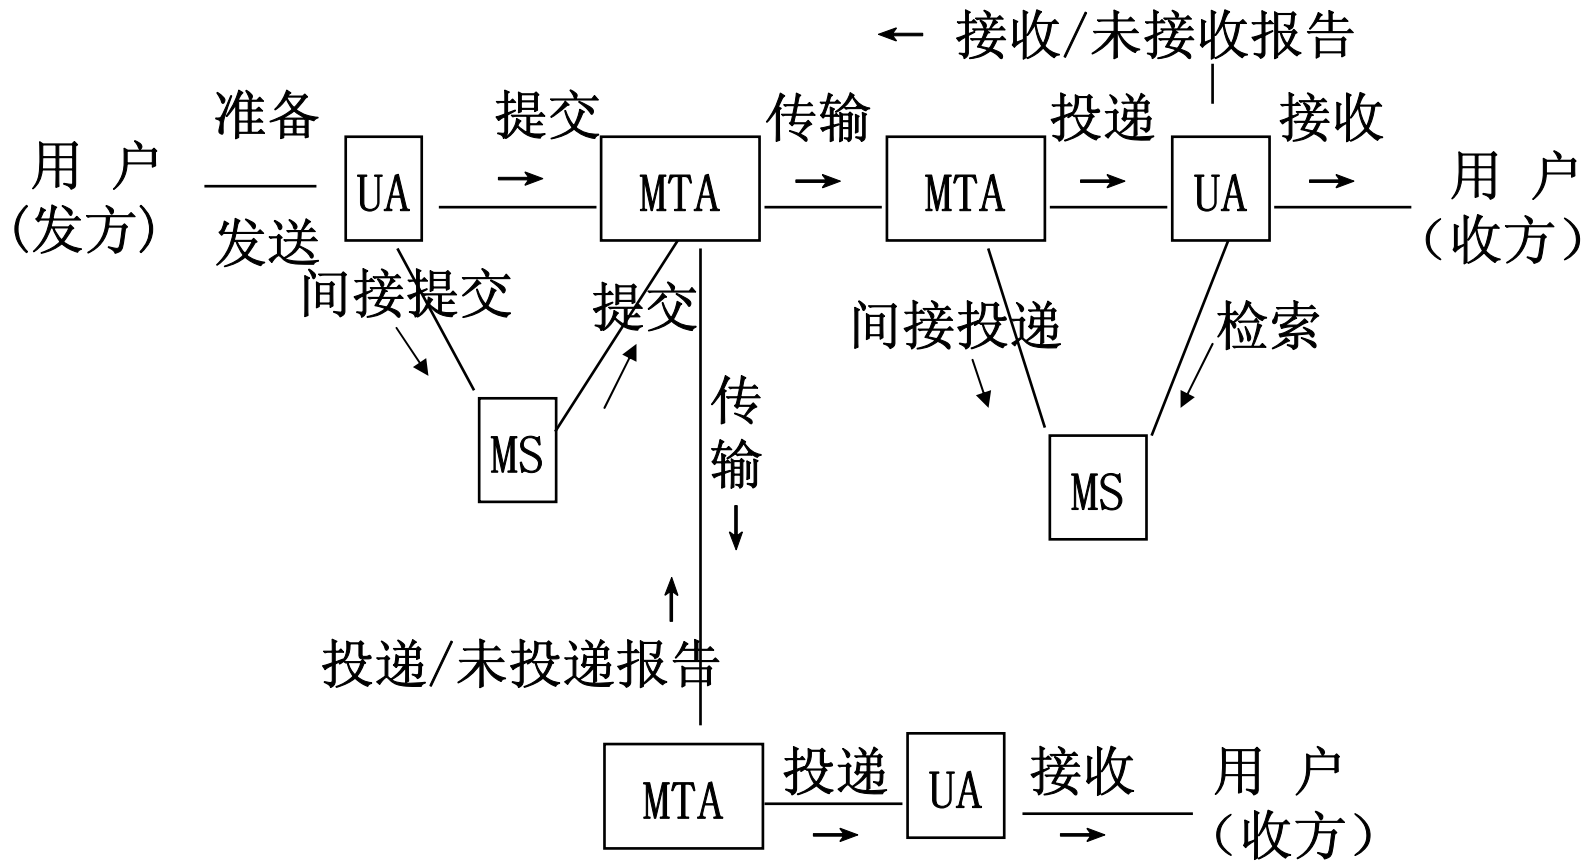 接收/未接收报告
准备
提交
传输
投递
接收
用 户
(发方)
UA
MTA
MTA
UA
用 户
(收方)
发送
间接提交
提交
间接投递
检索
传
输
MS
MS
投递/未投递报告
MTA
投递
UA
接收
用 户
(收方)